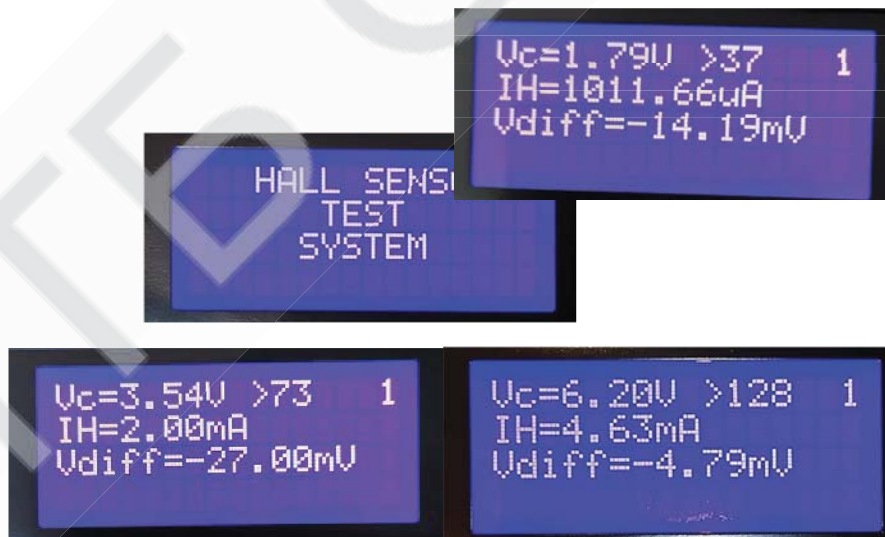 Vc=1.79V >37 1
IH=1011.66uA
Vdiff=-14.19mV
HALL SENSO
TEST
SYSTEM
Vc=3.54V >73 1
IH=2.00mA
Vdiff=-27.00mV
Vc=6.20V >128 1
IH=4.63mA
Vdiff=-4.79mV